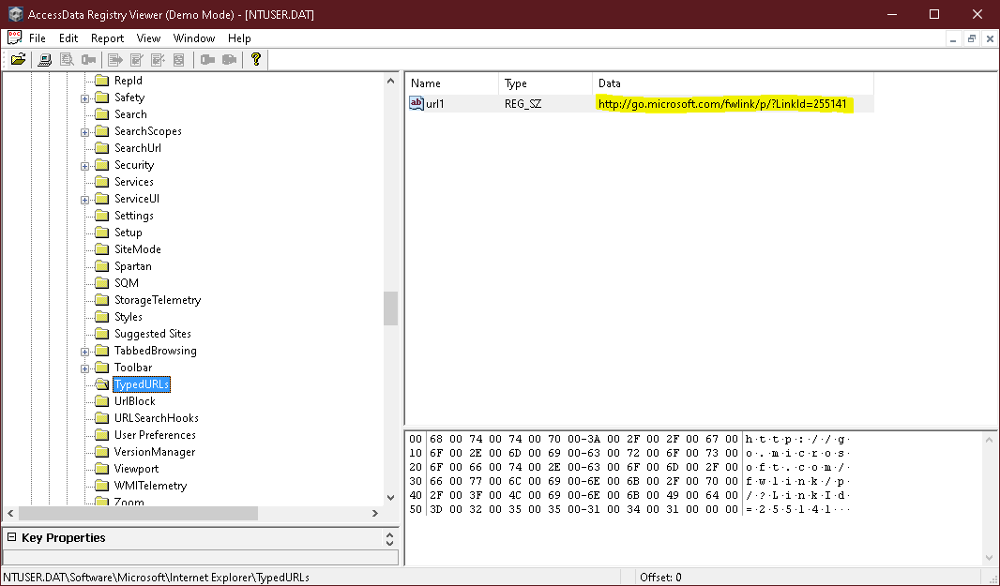 AccessData Registry Viewer (Demo Mode) - [NTUSER.DAT]
File Edit Report View Window Help
RepId
Safety
Search
SearchScopes
SearchUrl
Security
Services
ServiceUI
Settings
Setup
SiteMode
Spartan
SQM
StorageTelemetry
Styles
Suggested Sites
TabbedBrowsing
Toolbar
TypedURLs
UrlBlock
URLSearchHooks
User Preferences
VersionManager
Viewport
WMITelemetry
Zoom
Key Properties
Name Type Data
ab url1 REG_SZ http://go.microsoft.com/fwlink/p/?LinkId=255141
00 68 00 74 00 74 00 70 00-3A 00 2F 00 2F 00 67 00 h·t·t·p·:·/·/·g·
10 6F 00 2E 00 6D 00 69 00-63 00 72 00 6F 00 73 00 o·.·m·i·c·r·o·s·
20 6F 00 66 00 74 00 2E 00-63 00 6F 00 6D 00 2F 00 o·f·t·.·c·o·m·/·
30 66 00 77 00 6C 00 69 00-6E 00 6B 00 2F 00 70 00 f·w·l·i·n·k·/·p·
40 2F 00 3F 00 4C 00 69 00-6E 00 6B 00 49 00 64 00 /·?·L·i·n·k·I·d·
50 3D 00 32 00 35 00 35 00-31 00 34 00 31 00 00 00 =·2·5·5·1·4·1···
NTUSER.DAT\Software\Microsoft\Internet Explorer\TypedURLs
Offset: 0